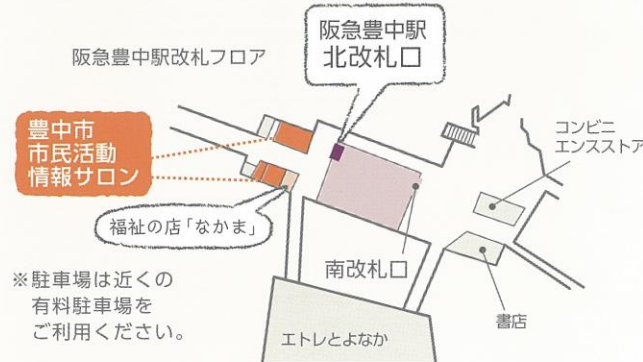 阪急豊中駅改札フロア
阪急豊中駅
北改札口
豊中市
市民活動
情報サロン
コンビニ
エンスストア
福祉の店「なかま」
南改札口
※駐車場は近くの
有料駐車場を
ご利用ください。
書店
エトレとよなか